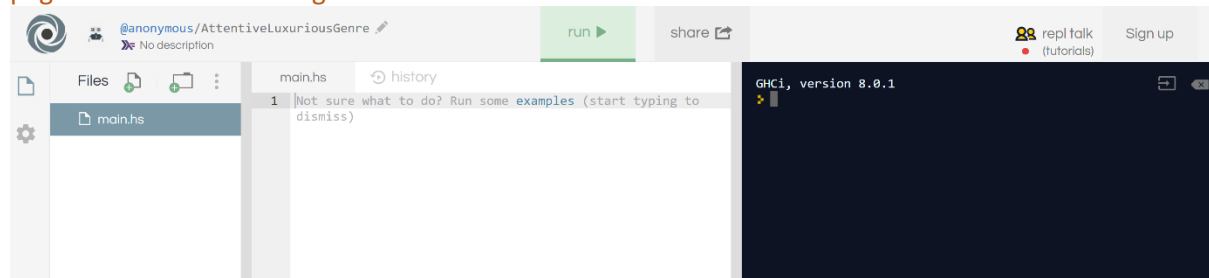 @anonymous/AttentiveLuxuriousGenre
No description
run
share
repl talk
(tutorials)
Sign up
Files
main.hs
main.hs
history
1 Not sure what to do? Run some examples (start typing to
dismiss)
GHCi, version 8.0.1